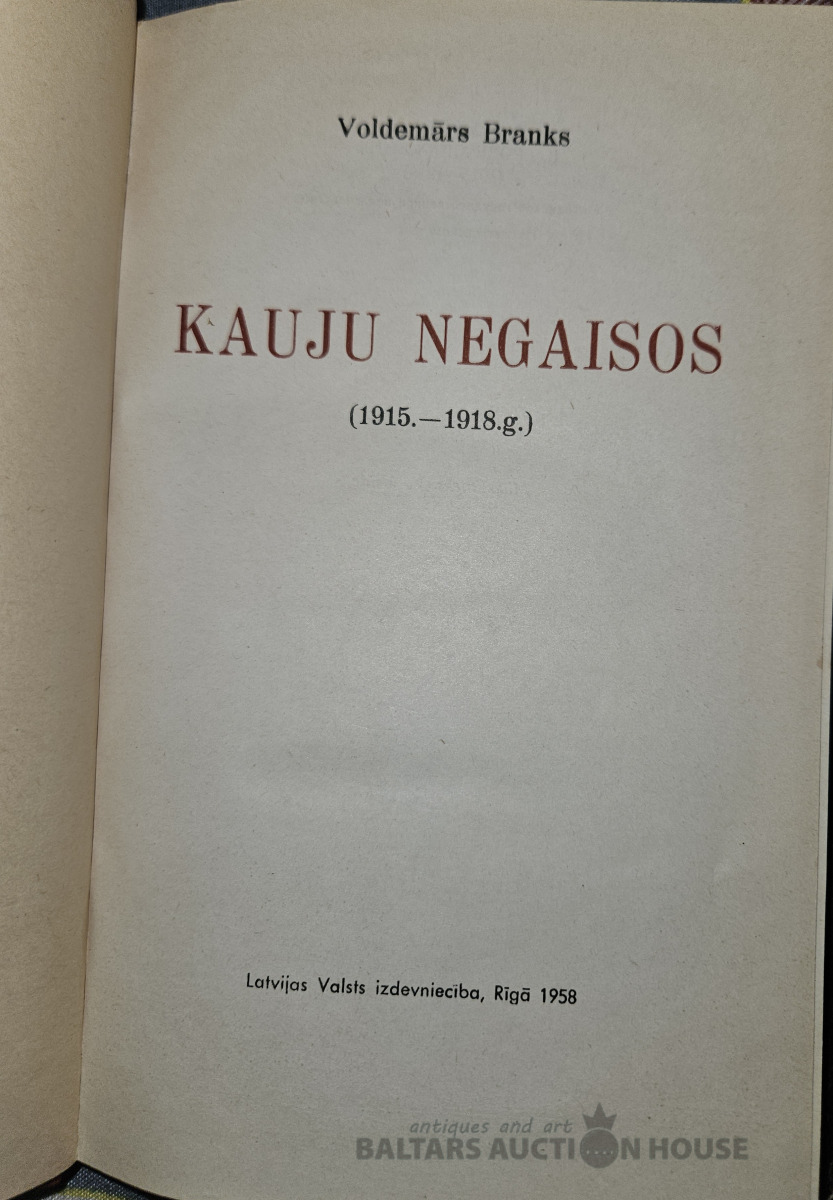 Voldemārs Branks
KAUJU NEGAISOS
(1915.—1918.g.)
Latvijas Valsts izdevniecība, Rīgā 1958
antiques and art
BALTARS AUCTION HOUSE